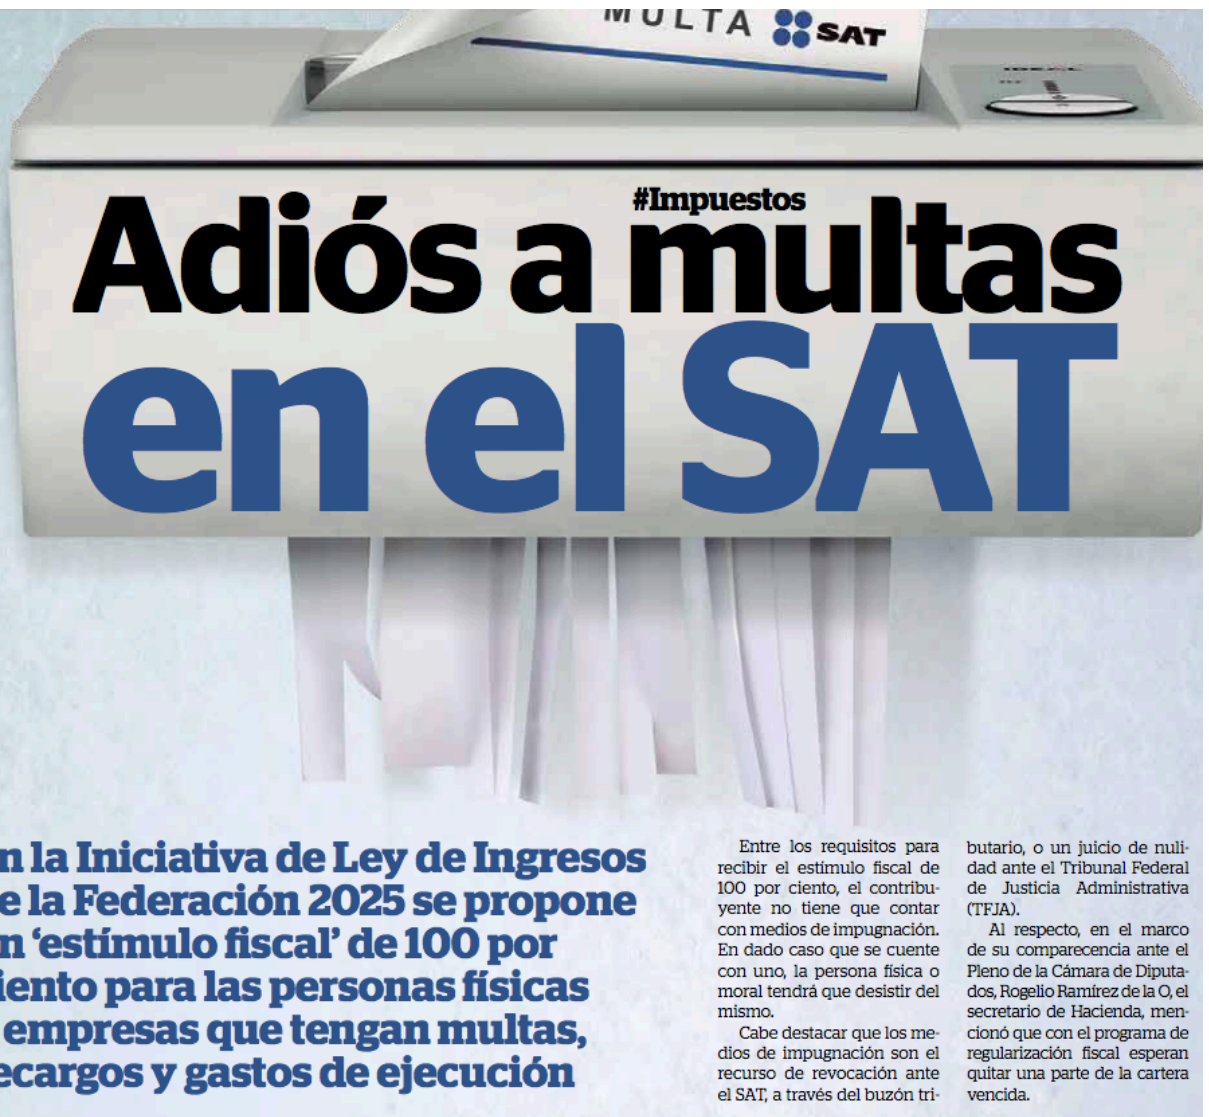 MULTA SAT
IDEAL
#Impuestos
Adiós a multas
en el SAT
n la Iniciativa de Ley de Ingresos
e la Federación 2025 se propone
n ‘estímulo fiscal’ de 100 por
iento para las personas físicas
empresas que tengan multas,
ecargos y gastos de ejecución
Entre los requisitos para
recibir el estímulo fiscal de
100 por ciento, el contribu-
yente no tiene que contar
con medios de impugnación.
En dado caso que se cuente
con uno, la persona física o
moral tendrá que desistir del
mismo.
Cabe destacar que los me-
dios de impugnación son el
recurso de revocación ante
el SAT, a través del buzón tri-
butario, o un juicio de nuli-
dad ante el Tribunal Federal
de Justicia Administrativa
(TFJA).
Al respecto, en el marco
de su comparecencia ante el
Pleno de la Cámara de Diputa-
dos, Rogelio Ramírez de la O, el
secretario de Hacienda, men-
cionó que con el programa de
regularización fiscal esperan
quitar una parte de la cartera
vencida.